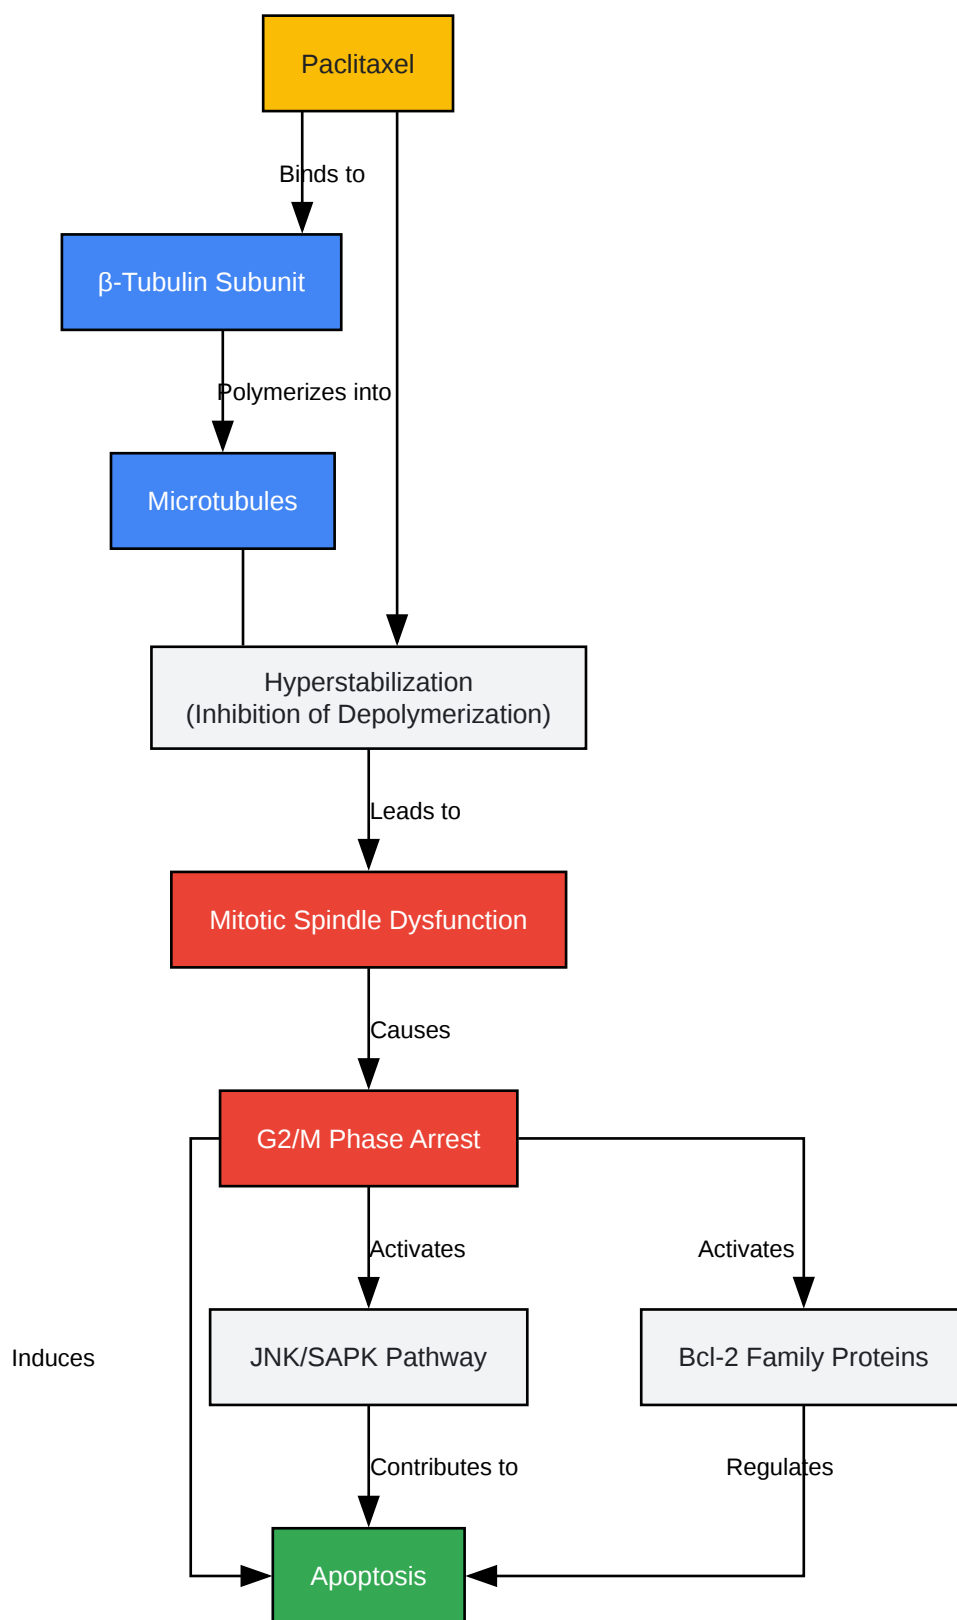 Paclitaxel
Binds to
β-Tubulin Subunit
Polymerizes into
Microtubules
Hyperstabilization
(Inhibition of Depolymerization)
Leads to
Mitotic Spindle Dysfunction
Causes
G2/M Phase Arrest
Activates
Activates
Induces
JNK/SAPK Pathway
Bcl-2 Family Proteins
Contributes to
Regulates
Apoptosis